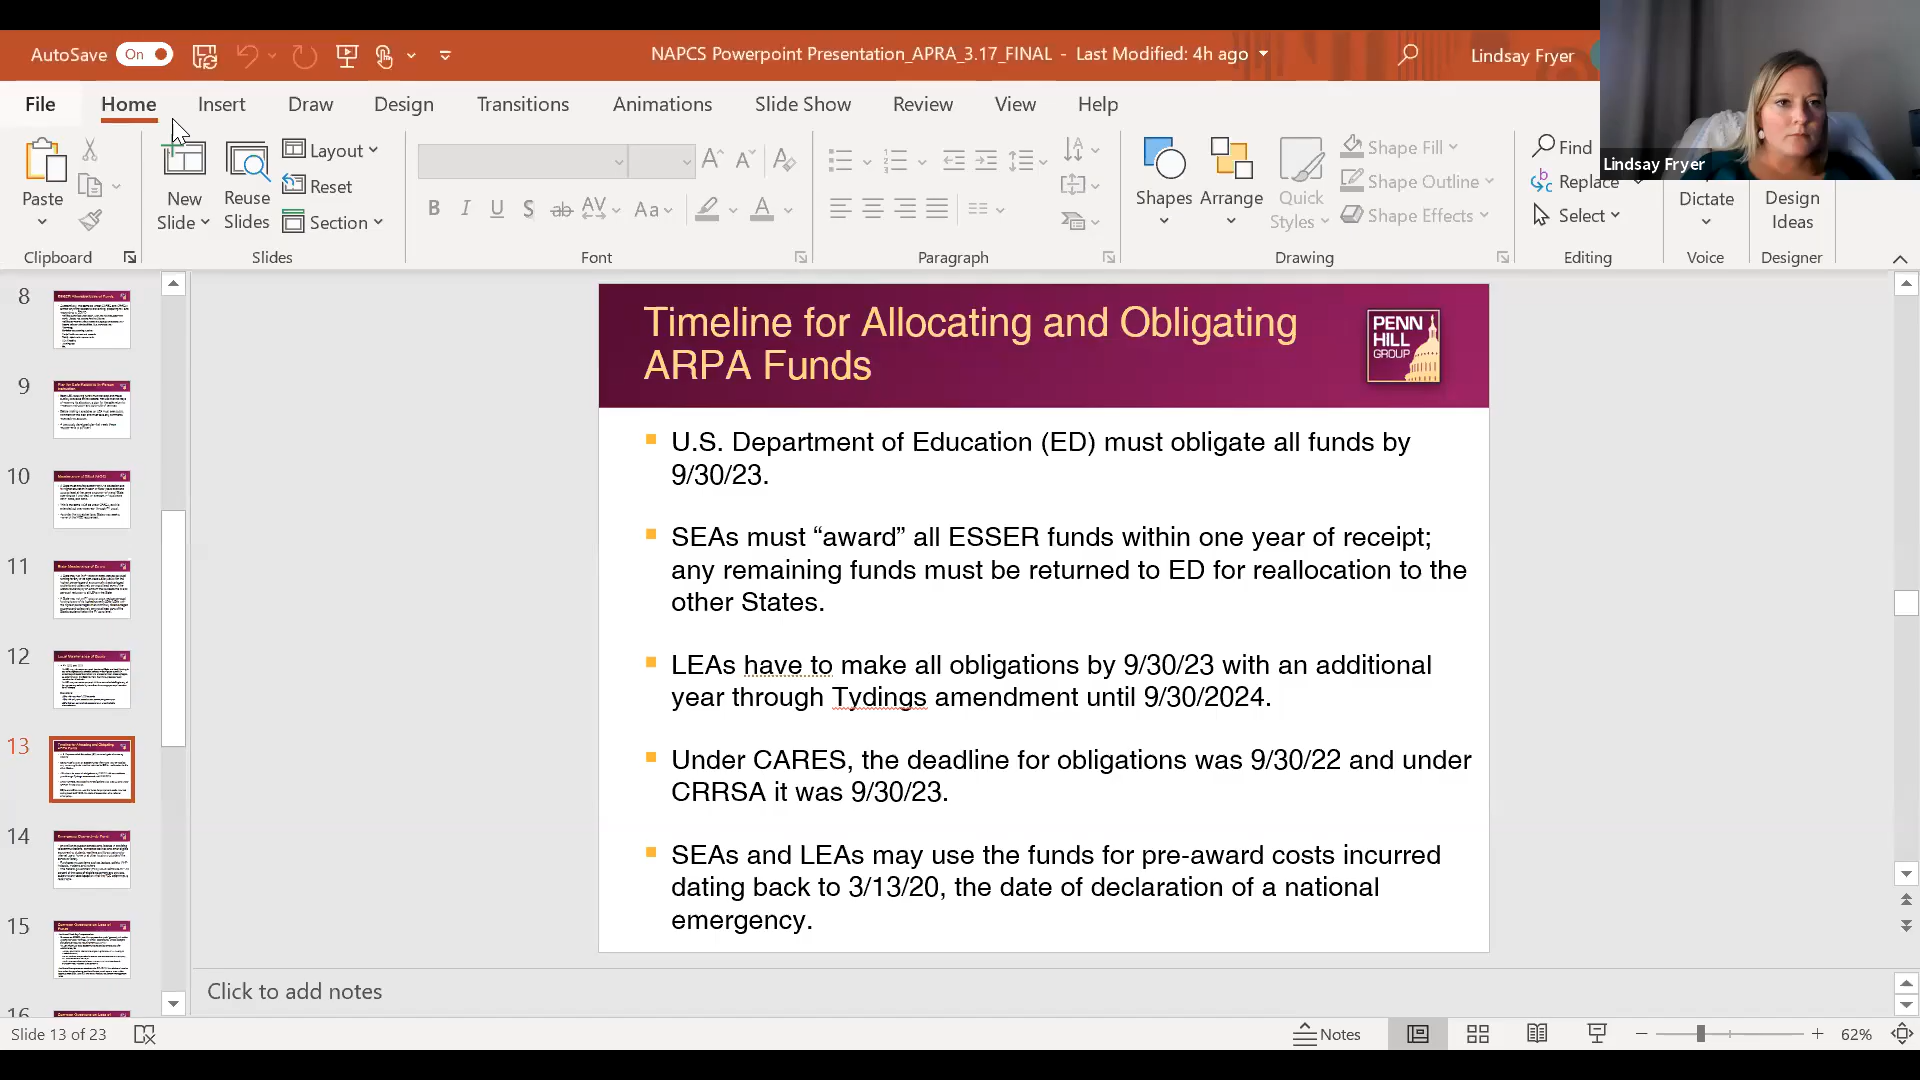 AutoSave On
NAPCS Powerpoint Presentation_APRA_3.17_FINAL - Last Modified: 4h ago
Lindsay Fryer
File Home Insert Draw Design Transitions Animations Slide Show Review View Help
Lindsay Fryer
Paste
New
Slide
Reuse
Slides
Layout
Reset
Section
B I U S ab AV Aa A
Shapes
Arrange
Quick
Styles
Shape Fill
Shape Outline
Shape Effects
Find
Replace
Select
Dictate
Design
Ideas
Clipboard Slides Font Paragraph Drawing Editing Voice Designer
8
9
10
11
12
13
14
15
16
Timeline for Allocating and Obligating
ARPA Funds
PENN
HILL
GROUP
U.S. Department of Education (ED) must obligate all funds by
9/30/23.
SEAs must “award” all ESSER funds within one year of receipt;
any remaining funds must be returned to ED for reallocation to the
other States.
LEAs have to make all obligations by 9/30/23 with an additional
year through Tydings amendment until 9/30/2024.
Under CARES, the deadline for obligations was 9/30/22 and under
CRRSA it was 9/30/23.
SEAs and LEAs may use the funds for pre-award costs incurred
dating back to 3/13/20, the date of declaration of a national
emergency.
Click to add notes
Slide 13 of 23
Notes
62%